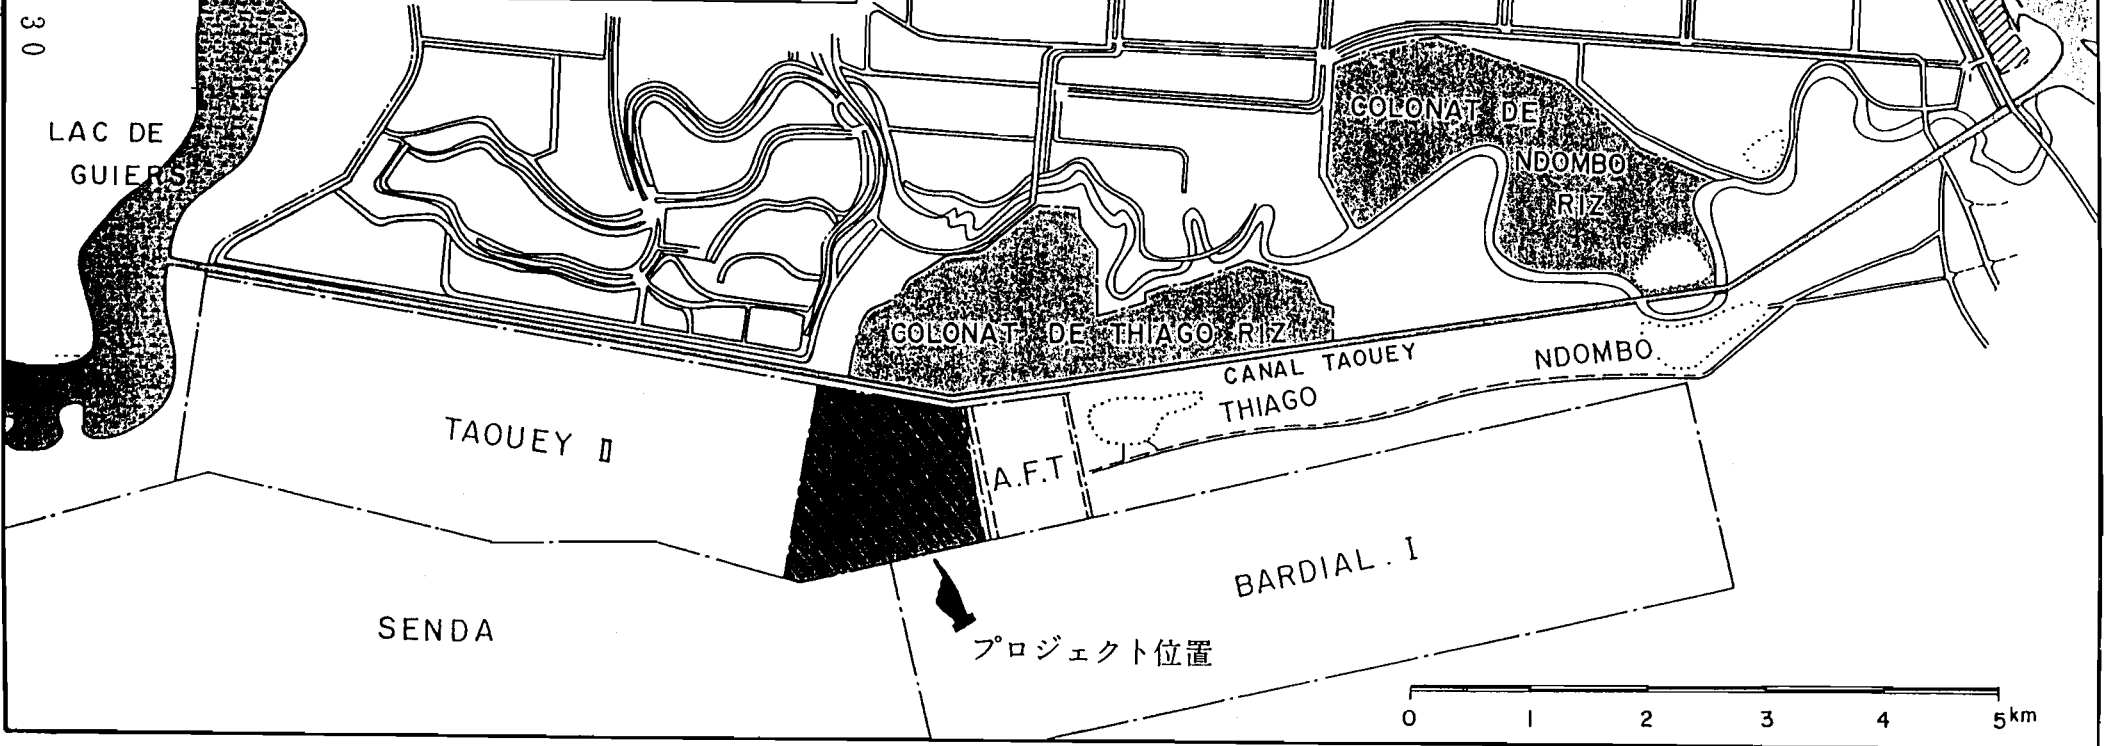 30
LAC DE
GUIERS
COLONAT DE
NDOMBO
RIZ
COLONAT DE THIAGO RIZ
CANAL TAOUEY
THIAGO
NDOMBO
TAOUEY II
A.F.T
BARDIAL. I
SENDA
プロジェクト位置
0 1 2 3 4 5km